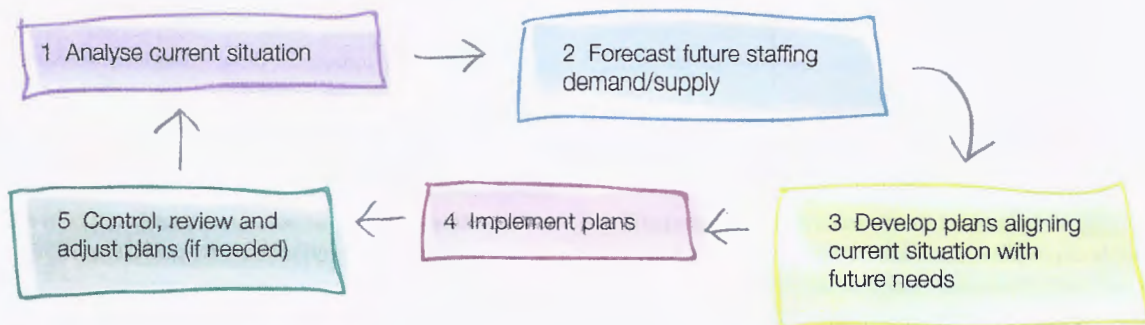 1 Analyse current situation
2 Forecast future staffing
demand/supply
3 Develop plans aligning
current situation with
future needs
4 Implement plans
5 Control, review and
adjust plans (if needed)